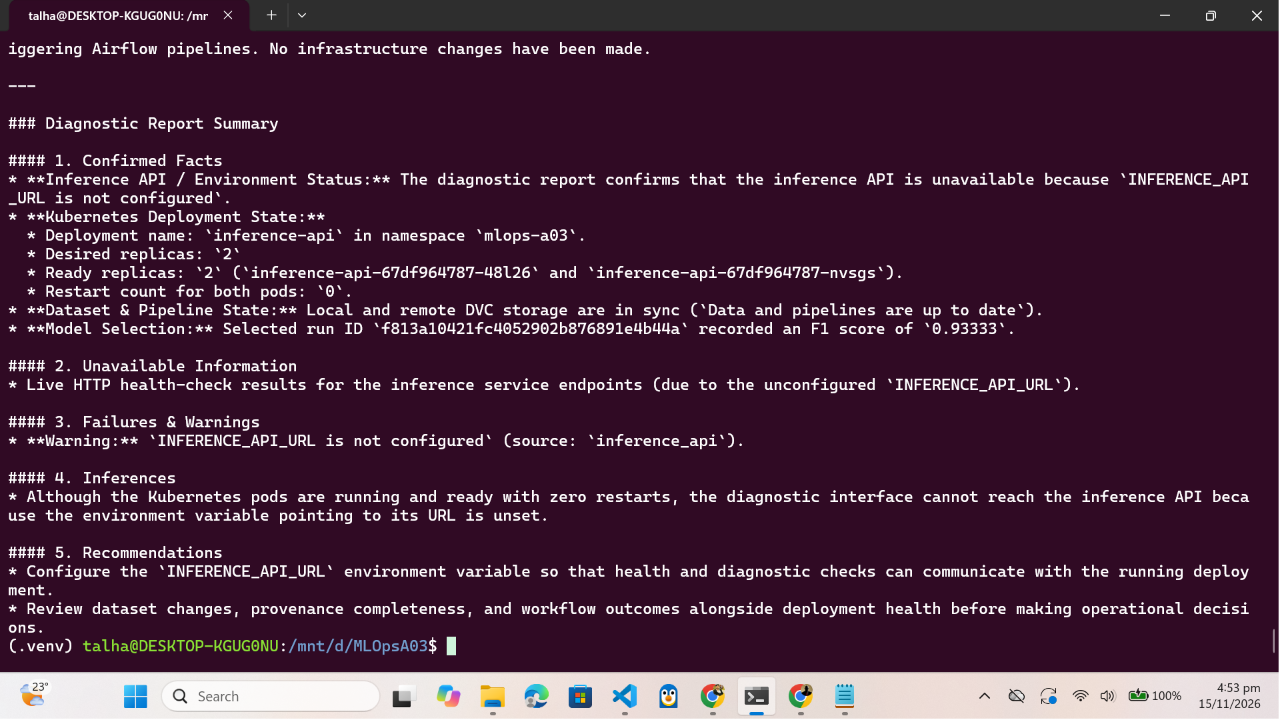 talha@DESKTOP-KGUG0NU: /mr
iggering Airflow pipelines. No infrastructure changes have been made.
---
### Diagnostic Report Summary
#### 1. Confirmed Facts
* **Inference API / Environment Status:** The diagnostic report confirms that the inference API is unavailable because `INFERENCE_API
_URL is not configured`.
* **Kubernetes Deployment State:**
  * Deployment name: `inference-api` in namespace `mlops-a03`.
  * Desired replicas: `2`
  * Ready replicas: `2` (`inference-api-67df964787-48l26` and `inference-api-67df964787-nvsgs`).
  * Restart count for both pods: `0`.
* **Dataset & Pipeline State:** Local and remote DVC storage are in sync (`Data and pipelines are up to date`).
* **Model Selection:** Selected run ID `f813a10421fc4052902b876891e4b44a` recorded an F1 score of `0.93333`.
#### 2. Unavailable Information
* Live HTTP health-check results for the inference service endpoints (due to the unconfigured `INFERENCE_API_URL`).
#### 3. Failures & Warnings
* **Warning:** `INFERENCE_API_URL is not configured` (source: `inference_api`).
#### 4. Inferences
* Although the Kubernetes pods are running and ready with zero restarts, the diagnostic interface cannot reach the inference API beca
use the environment variable pointing to its URL is unset.
#### 5. Recommendations
* Configure the `INFERENCE_API_URL` environment variable so that health and diagnostic checks can communicate with the running deploy
ment.
* Review dataset changes, provenance completeness, and workflow outcomes alongside deployment health before making operational decisi
ons.
(.venv) talha@DESKTOP-KGUG0NU:/mnt/d/MLOpsA03$
23°
Search
100%
4:53 pm
15/11/2026